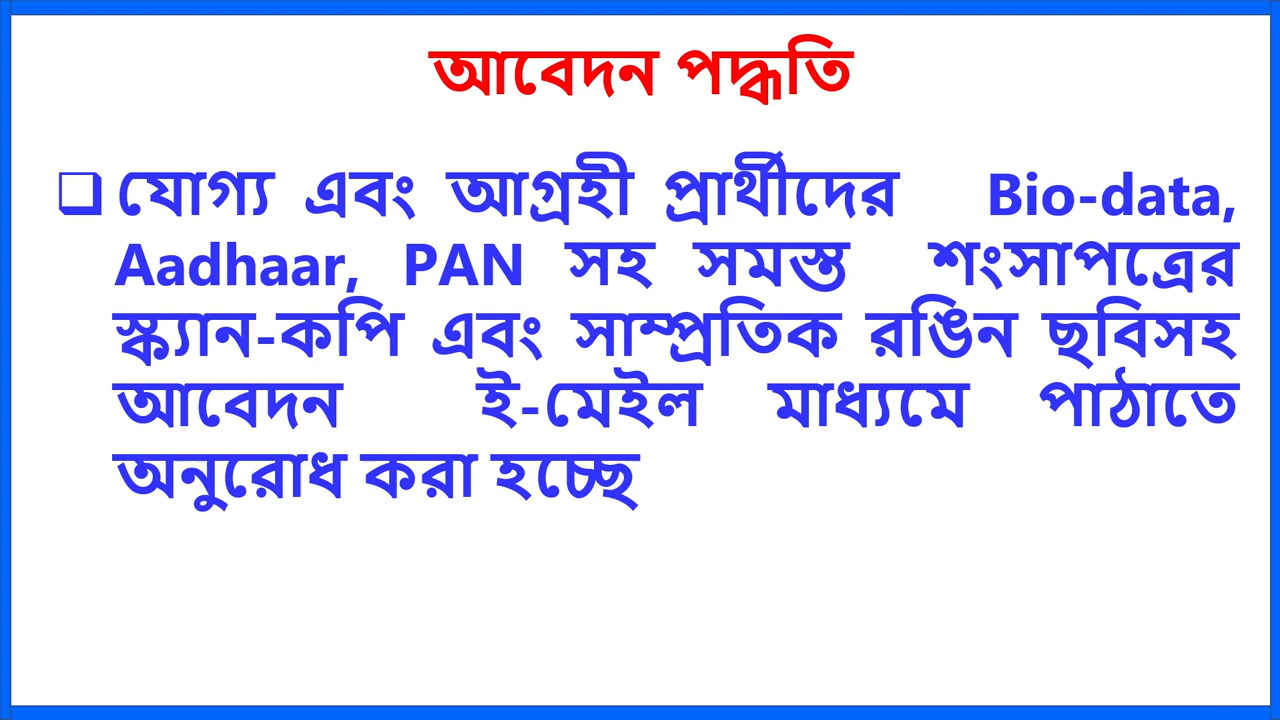 আবেদন পদ্ধতি
❑ যোগ্য এবং আগ্রহী প্রার্থীদের Bio-data,
Aadhaar, PAN সহ সমস্ত শংসাপত্রের
স্ক্যান-কপি এবং সাম্প্রতিক রঙিন ছবিসহ
আবেদন ই-মেইল মাধ্যমে পাঠাতে
অনুরোধ করা হচ্ছে